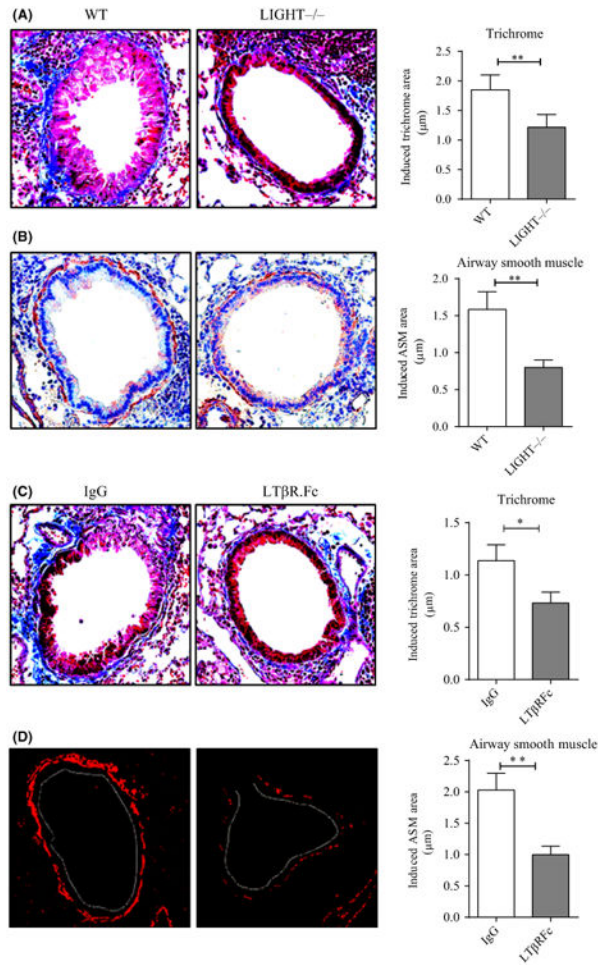 (A)
WT
LIGHT–/–
Trichrome
**
Induced trichrome area
(µm)
2.5
2.0
1.5
1.0
0.5
0.0
WT
LIGHT–/–
(B)
Airway smooth muscle
**
Induced ASM area
(µm)
2.0
1.5
1.0
0.5
0.0
WT
LIGHT–/–
(C)
IgG
LTβR.Fc
Trichrome
*
Induced trichrome area
(µm)
1.5
1.0
0.5
0.0
IgG
LTβRFc
(D)
Airway smooth muscle
**
Induced ASM area
(µm)
2.5
2.0
1.5
1.0
0.5
0.0
IgG
LTβRFc